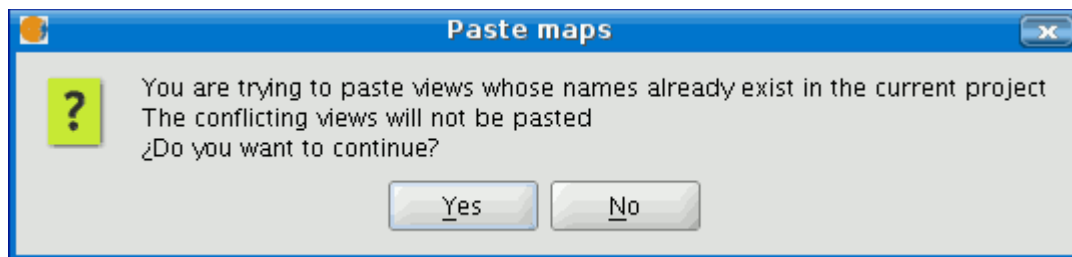 Paste maps
You are trying to paste views whose names already exist in the current project
The conflicting views will not be pasted
¿Do you want to continue?
Yes No